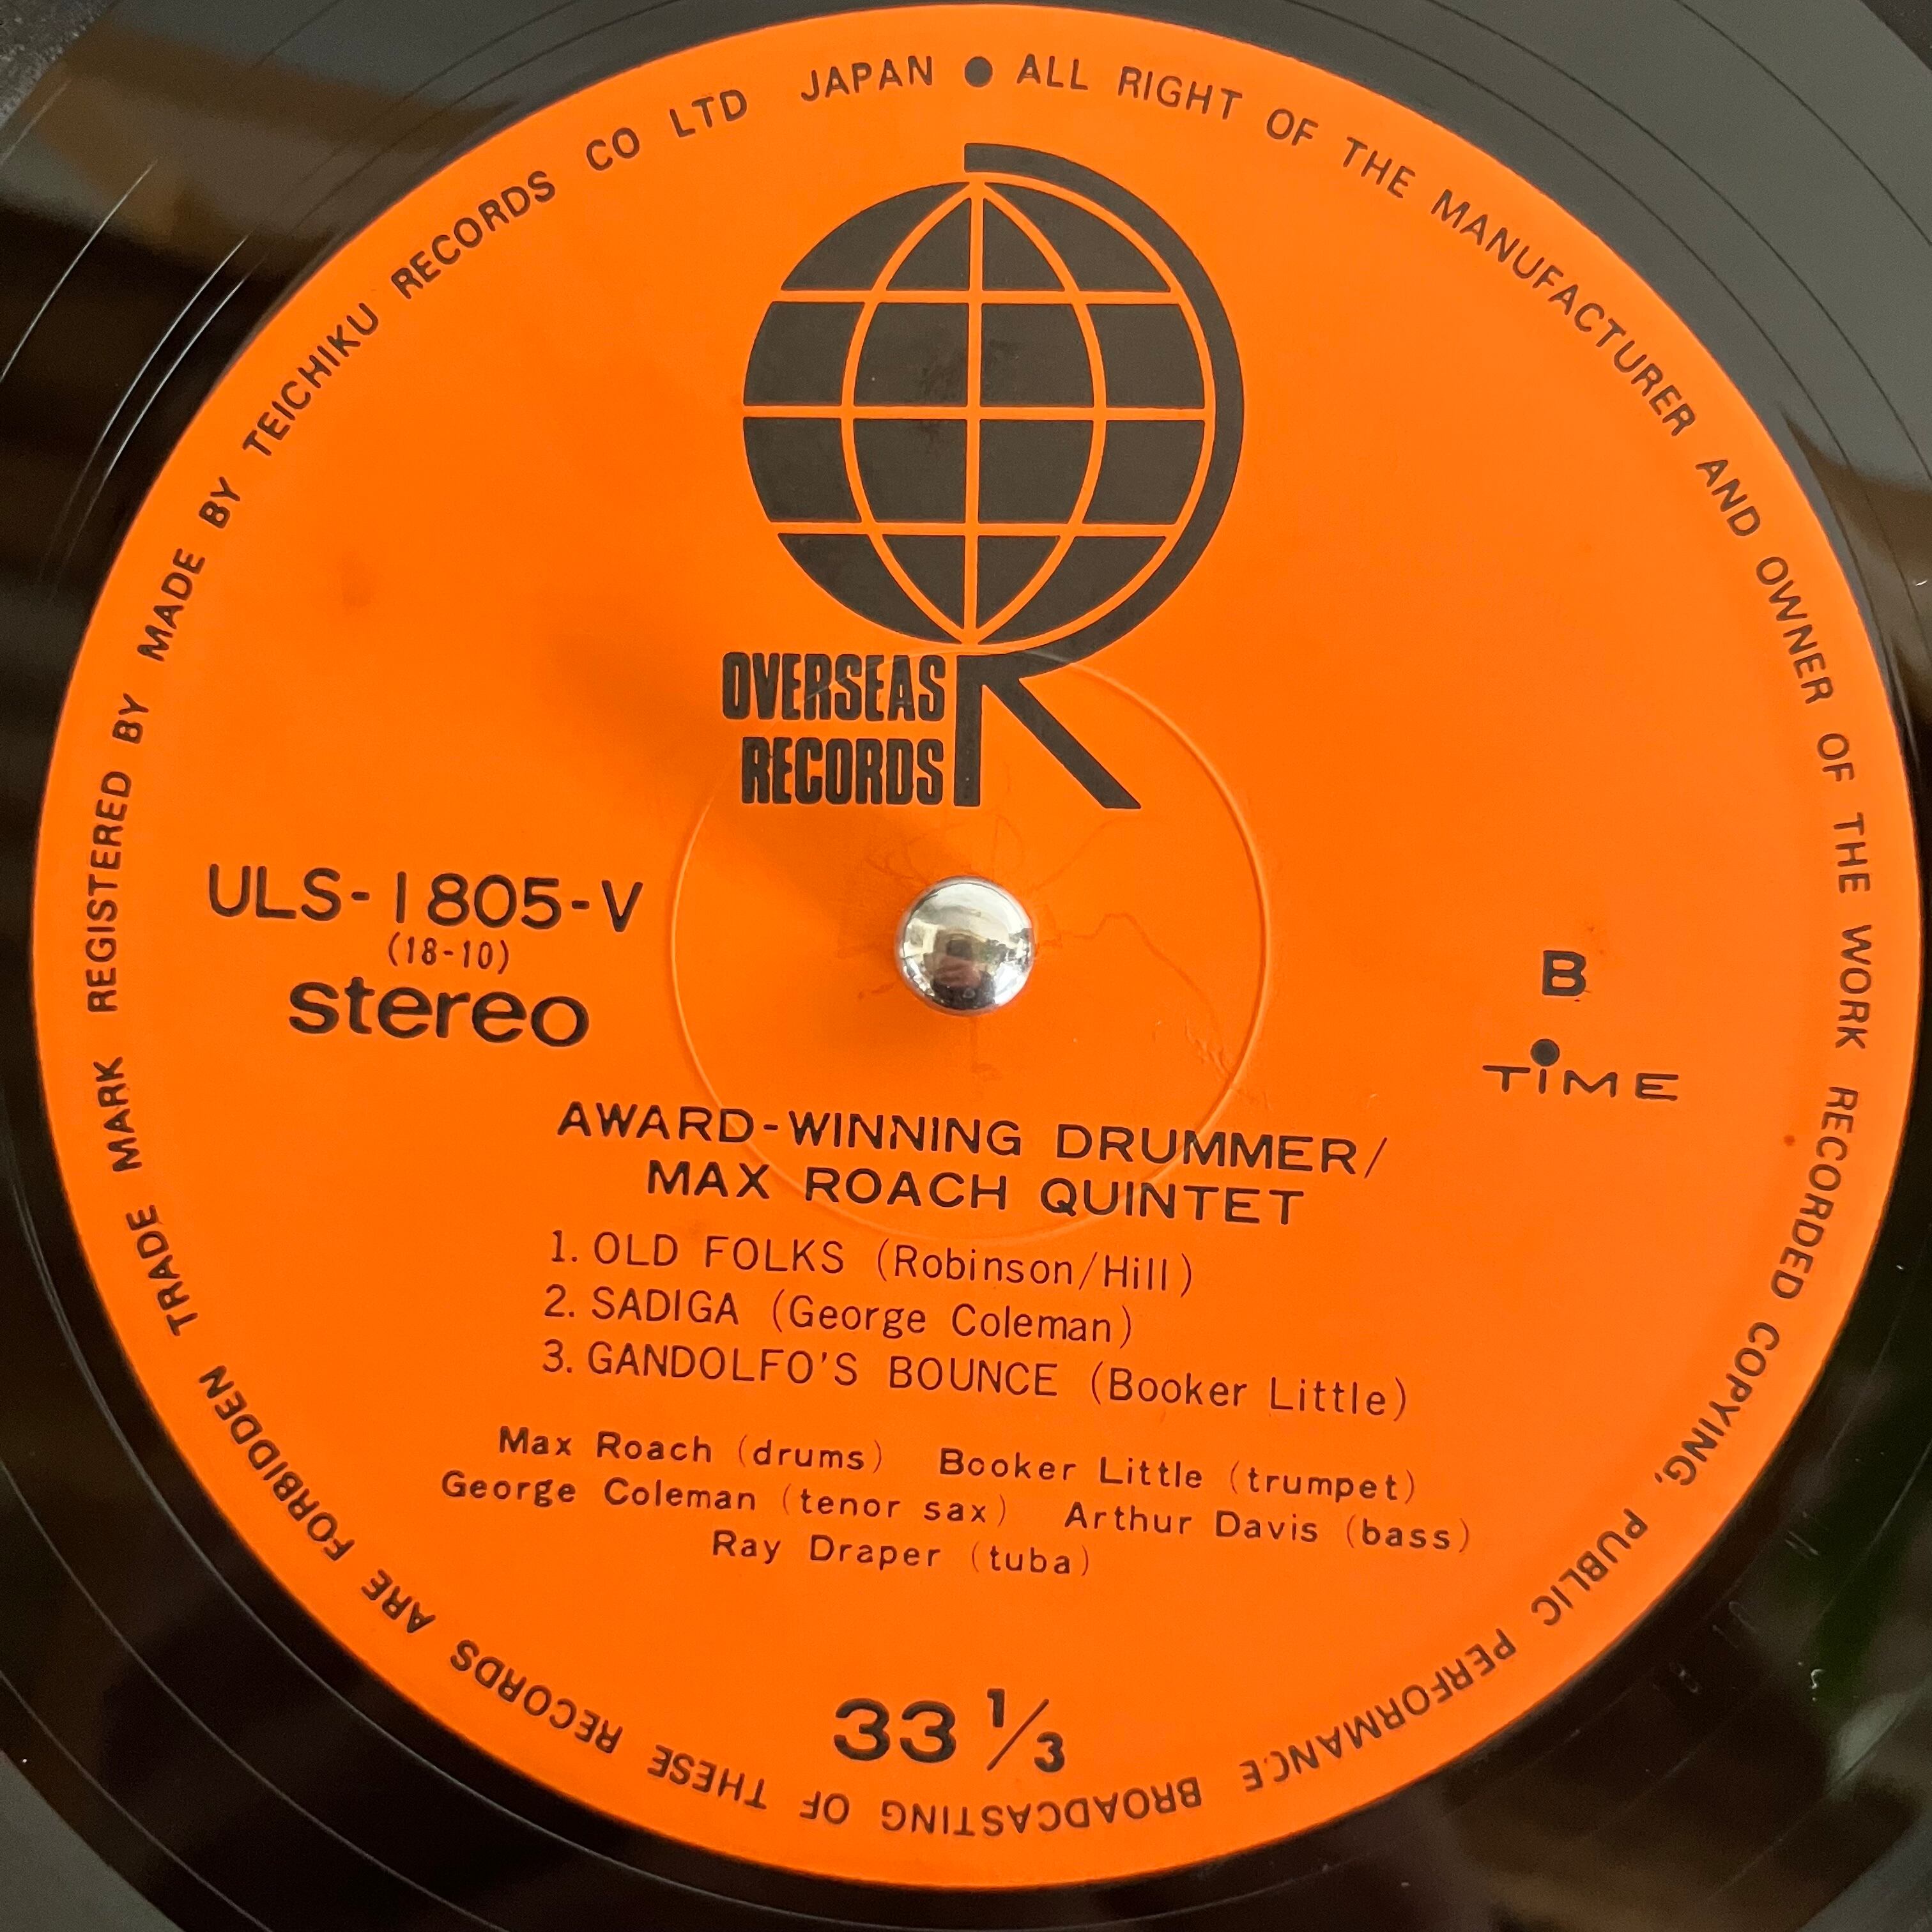 REGISTERED BY MADE BY TEICHIKU RECORDS CO LTD JAPAN ● ALL RIGHT OF THE MANUFACTURER AND OWNER OF THE WORK RECORDED COPYING, PUBLIC PERFORMANCE BROADCASTING OF THESE RECORDS ARE FORBIDDEN TRADE MARK
R
OVERSEAS
RECORDS
ULS-1805-V
(18-10)
stereo
B
TIME
AWARD-WINNING DRUMMER/
MAX ROACH QUINTET
1. OLD FOLKS (Robinson/Hill)
2. SADIGA (George Coleman)
3. GANDOLFO'S BOUNCE (Booker Little)
Max Roach (drums) Booker Little (trumpet)
George Coleman (tenor sax) Arthur Davis (bass)
Ray Draper (tuba)
33 1/3